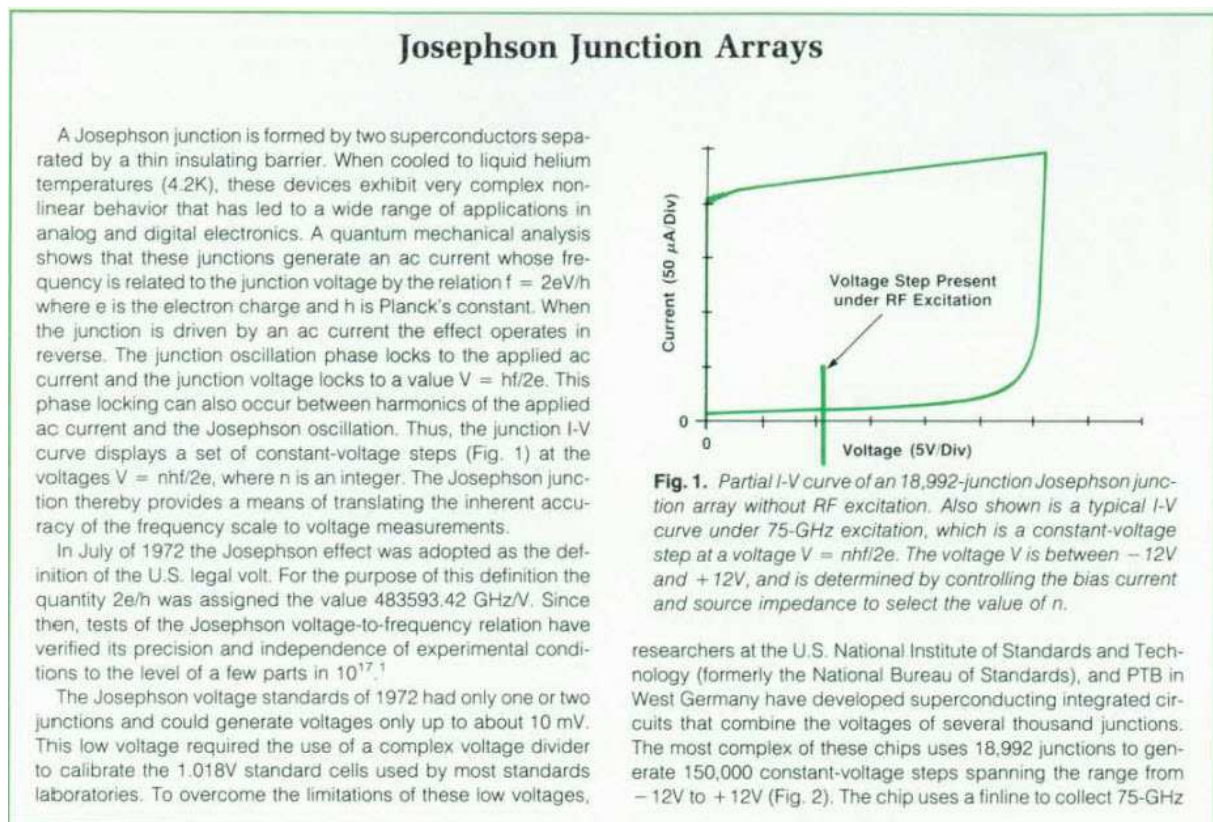 Josephson Junction Arrays
A Josephson junction is formed by two superconductors sepa-
rated by a thin insulating barrier. When cooled to liquid helium
temperatures (4.2K), these devices exhibit very complex non-
linear behavior that has led to a wide range of applications in
analog and digital electronics. A quantum mechanical analysis
shows that these junctions generate an ac current whose fre-
quency is related to the junction voltage by the relation f = 2eV/h
where e is the electron charge and h is Planck's constant. When
the junction is driven by an ac current the effect operates in
reverse. The junction oscillation phase locks to the applied ac
current and the junction voltage locks to a value V = hf/2e. This
phase locking can also occur between harmonics of the applied
ac current and the Josephson oscillation. Thus, the junction I-V
curve displays a set of constant-voltage steps (Fig. 1) at the
voltages V = nhf/2e, where n is an integer. The Josephson junc-
tion thereby provides a means of translating the inherent accu-
racy of the frequency scale to voltage measurements.
In July of 1972 the Josephson effect was adopted as the def-
inition of the U.S. legal volt. For the purpose of this definition the
quantity 2e/h was assigned the value 483593.42 GHz/V. Since
then, tests of the Josephson voltage-to-frequency relation have
verified its precision and independence of experimental condi-
tions to the level of a few parts in 10¹⁷.¹
The Josephson voltage standards of 1972 had only one or two
junctions and could generate voltages only up to about 10 mV.
This low voltage required the use of a complex voltage divider
to calibrate the 1.018V standard cells used by most standards
laboratories. To overcome the limitations of these low voltages,
Current (50 μA/Div)
Voltage Step Present
under RF Excitation
0
0
Voltage (5V/Div)
Fig. 1. Partial I-V curve of an 18,992-junction Josephson junc-
tion array without RF excitation. Also shown is a typical I-V
curve under 75-GHz excitation, which is a constant-voltage
step at a voltage V = nhf/2e. The voltage V is between −12V
and +12V, and is determined by controlling the bias current
and source impedance to select the value of n.
researchers at the U.S. National Institute of Standards and Tech-
nology (formerly the National Bureau of Standards), and PTB in
West Germany have developed superconducting integrated cir-
cuits that combine the voltages of several thousand junctions.
The most complex of these chips uses 18,992 junctions to gen-
erate 150,000 constant-voltage steps spanning the range from
−12V to +12V (Fig. 2). The chip uses a finline to collect 75-GHz